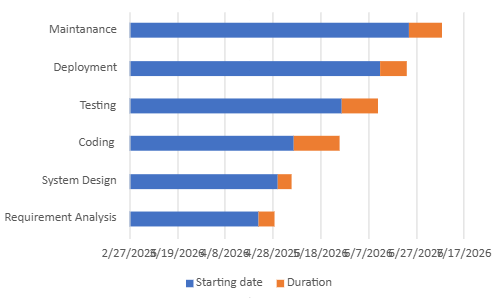 Maintanance
Deployment
Testing
Coding
System Design
Requirement Analysis
2/27/2026 3/19/2026 4/8/2026 4/28/2026 5/18/2026 6/7/2026 6/27/2026 7/17/2026
Starting date Duration